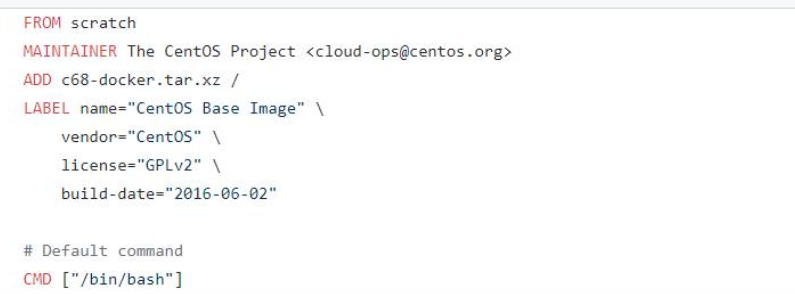 FROM scratch
MAINTAINER The CentOS Project <cloud-ops@centos.org>
ADD c68-docker.tar.xz /
LABEL name="CentOS Base Image" \
    vendor="CentOS" \
    license="GPLv2" \
    build-date="2016-06-02"

# Default command
CMD ["/bin/bash"]